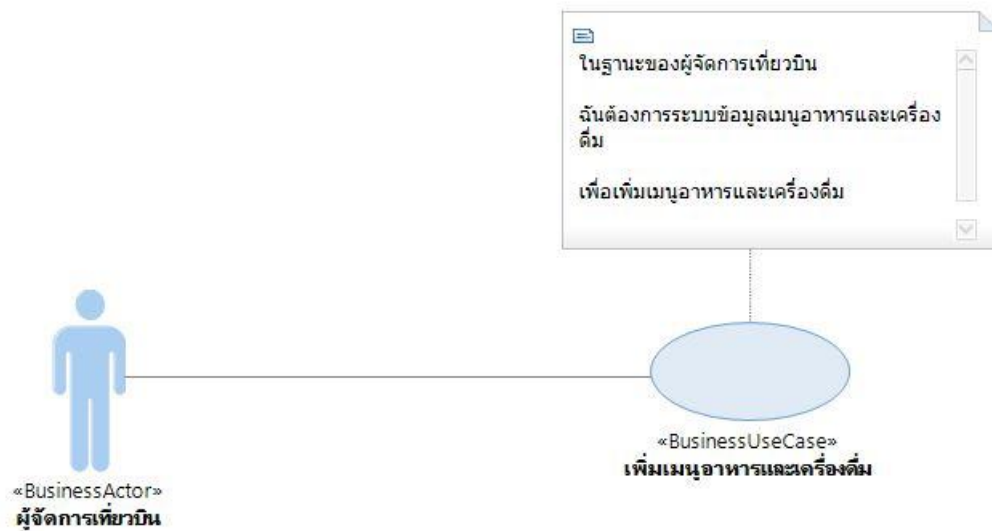 ในฐานะของผู้จัดการเที่ยวบิน
ฉันต้องการระบบข้อมูลเมนูอาหารและเครื่อง
ดื่ม
เพื่อเพิ่มเมนูอาหารและเครื่องดื่ม
«BusinessUseCase»
เพิ่มเมนูอาหารและเครื่องดื่ม
«BusinessActor»
ผู้จัดการเที่ยวบิน